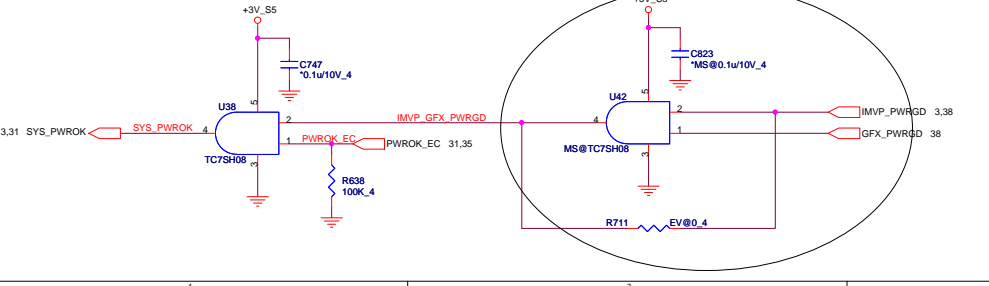 +3V_S5
C747
*0.1u/10V_4
C823
*MS@0.1u/10V_4
U38
5
U42
5
2
IMVP_GFX_PWRGD
4
2
IMVP_PWRGD 3,38
3,31 SYS_PWROK
SYS_PWROK
4
1
PWROK_EC
PWROK_EC 31,35
1
GFX_PWRGD 38
TC7SH08
3
MS@TC7SH08
3
R638
100K_4
R711
EV@0_4